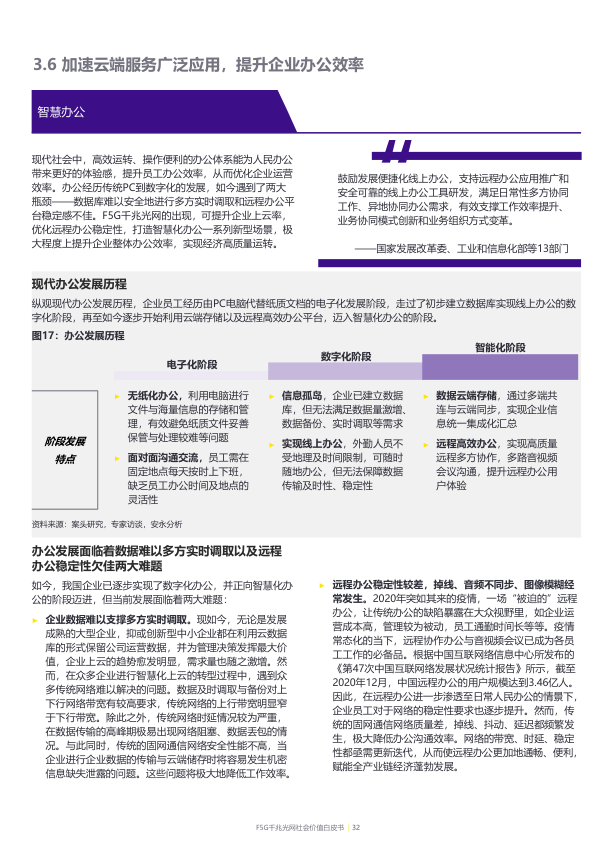 3.6 加速云端服务广泛应用，提升企业办公效率
智慧办公
现代社会中，高效运转、操作便利的办公体系能为人民办公
带来更好的体验感，提升员工办公效率，从而优化企业运营
效率。办公经历传统PC到数字化的发展，如今遇到了两大
瓶颈——数据库难以安全地进行多方实时调取和远程办公平
台稳定感不佳。F5G千兆光网的出现，可提升企业上云率，
优化远程办公稳定性，打造智慧化办公一系列新型场景，极
大程度上提升企业整体办公效率，实现经济高质量运转。
鼓励发展便捷化线上办公，支持远程办公应用推广和
安全可靠的线上办公工具研发，满足日常性多方协同
工作、异地协同办公需求，有效支撑工作效率提升、
业务协同模式创新和业务组织方式变革。
——国家发展改革委、工业和信息化部等13部门
现代办公发展历程
纵观现代办公发展历程，企业员工经历由PC电脑代替纸质文档的电子化发展阶段，走过了初步建立数据库实现线上办公的数
字化阶段，再至如今逐步开始利用云端存储以及远程高效办公平台，迈入智慧化办公的阶段。
图17：办公发展历程
电子化阶段
数字化阶段
智能化阶段
阶段发展
特点
无纸化办公，利用电脑进行
文件与海量信息的存储和管
理，有效避免纸质文件妥善
保管与处理较难等问题
面对面沟通交流，员工需在
固定地点每天按时上下班，
缺乏员工办公时间及地点的
灵活性
信息孤岛，企业已建立数据
库，但无法满足数据量激增、
数据备份、实时调取等需求
实现线上办公，外勤人员不
受地理及时间限制，可随时
随地办公，但无法保障数据
传输及时性、稳定性
数据云端存储，通过多端共
连与云端同步，实现企业信
息统一集成化汇总
远程高效办公，实现高质量
远程多方协作，多路音视频
会议沟通，提升远程办公用
户体验
资料来源：案头研究，专家访谈，安永分析
办公发展面临着数据难以多方实时调取以及远程
办公稳定性欠佳两大难题
如今，我国企业已逐步实现了数字化办公，并正向智慧化办
公的阶段迈进，但当前发展面临着两大难题：
企业数据难以支撑多方实时调取。现如今，无论是发展
成熟的大型企业，抑或创新型中小企业都在利用云数据
库的形式保留公司运营数据，并为管理决策发挥最大价
值，企业上云的趋势愈发明显，需求量也随之激增。然
而，在众多企业进行智慧化上云的转型过程中，遇到众
多传统网络难以解决的问题。数据及时调取与备份对上
下行网络带宽有较高要求，传统网络的上行带宽明显窄
于下行带宽。除此之外，传统网络时延情况较为严重，
在数据传输的高峰期极易出现网络阻塞、数据丢包的情
况。与此同时，传统的固网通信网络安全性能不高，当
企业进行企业数据的传输与云端储存时将容易发生机密
信息缺失泄露的问题。这些问题将极大地降低工作效率。
远程办公稳定性较差，掉线、音频不同步、图像模糊经
常发生。2020年突如其来的疫情，一场“被迫的”远程
办公，让传统办公的缺陷暴露在大众视野里，如企业运
营成本高，管理较为被动，员工通勤时间长等等。疫情
常态化的当下，远程协作办公与音视频会议已成为各员
工工作的必备品。根据中国互联网络信息中心所发布的
《第47次中国互联网络发展状况统计报告》所示，截至
2020年12月，中国远程办公的用户规模达到3.46亿人。
因此，在远程办公进一步渗透至日常人民办公的情景下，
企业员工对于网络的稳定性要求也逐步提升。然而，传
统的固网通信网络质量差，掉线、抖动、延迟都频繁发
生，极大降低办公沟通效率。网络的带宽、时延、稳定
性都亟需更新迭代，从而使远程办公更加地通畅、便利，
赋能全产业链经济蓬勃发展。
F5G千兆光网社会价值白皮书 | 32